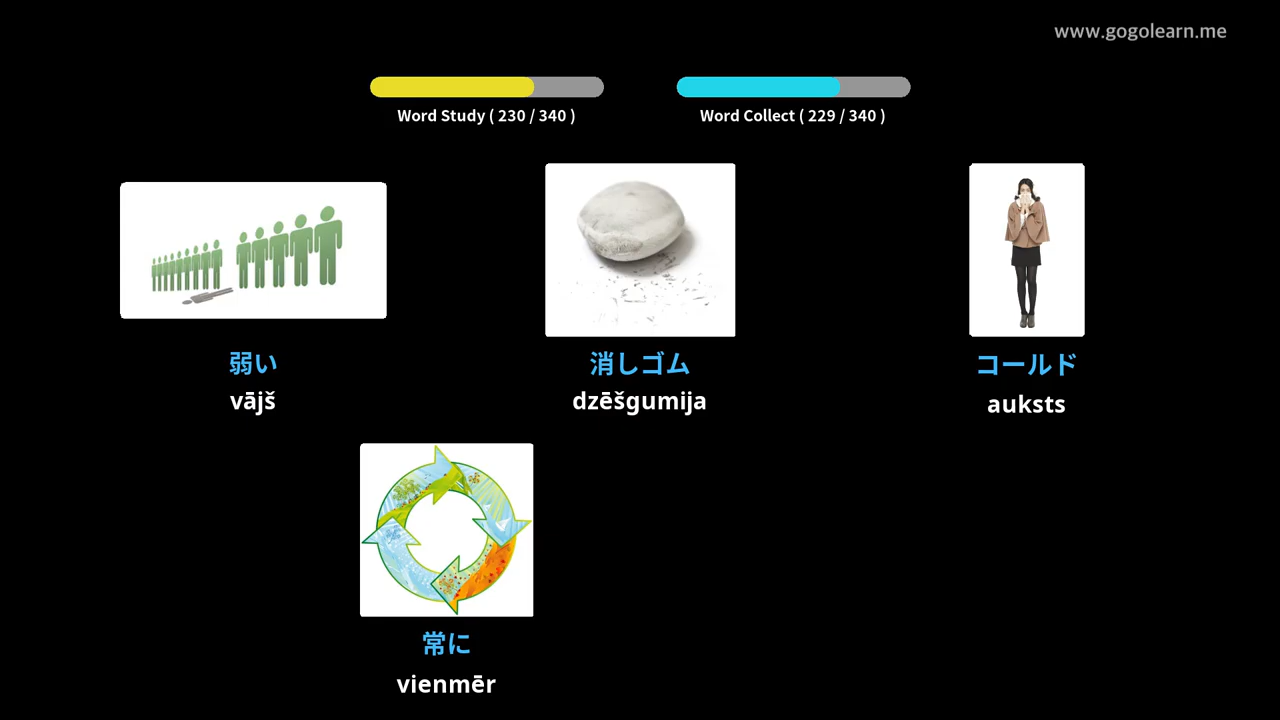 www.gogolearn.me
Word Study ( 230 / 340 )
Word Collect ( 229 / 340 )
弱い
vājš
消しゴム
dzēšgumija
コールド
auksts
常に
vienmēr